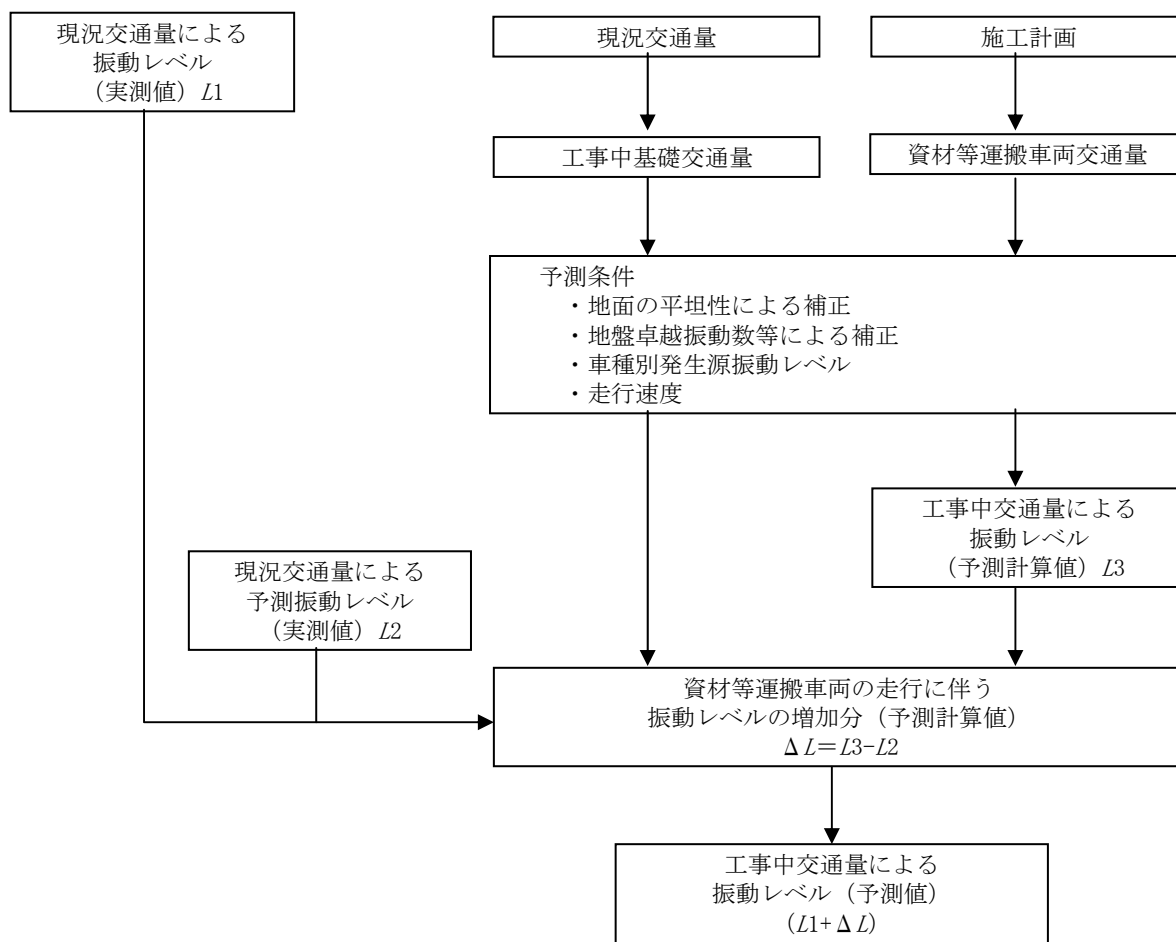 現況交通量による
振動レベル
（実測値）L1
現況交通量
施工計画
工事中基礎交通量
資材等運搬車両交通量
予測条件
・地面の平坦性による補正
・地盤卓越振動数等による補正
・車種別発生源振動レベル
・走行速度
工事中交通量による
振動レベル
（予測計算値）L3
現況交通量による
予測振動レベル
（実測値）L2
資材等運搬車両の走行に伴う
振動レベルの増加分（予測計算値）
ΔL＝L3-L2
工事中交通量による
振動レベル（予測値）
(L1+ΔL)